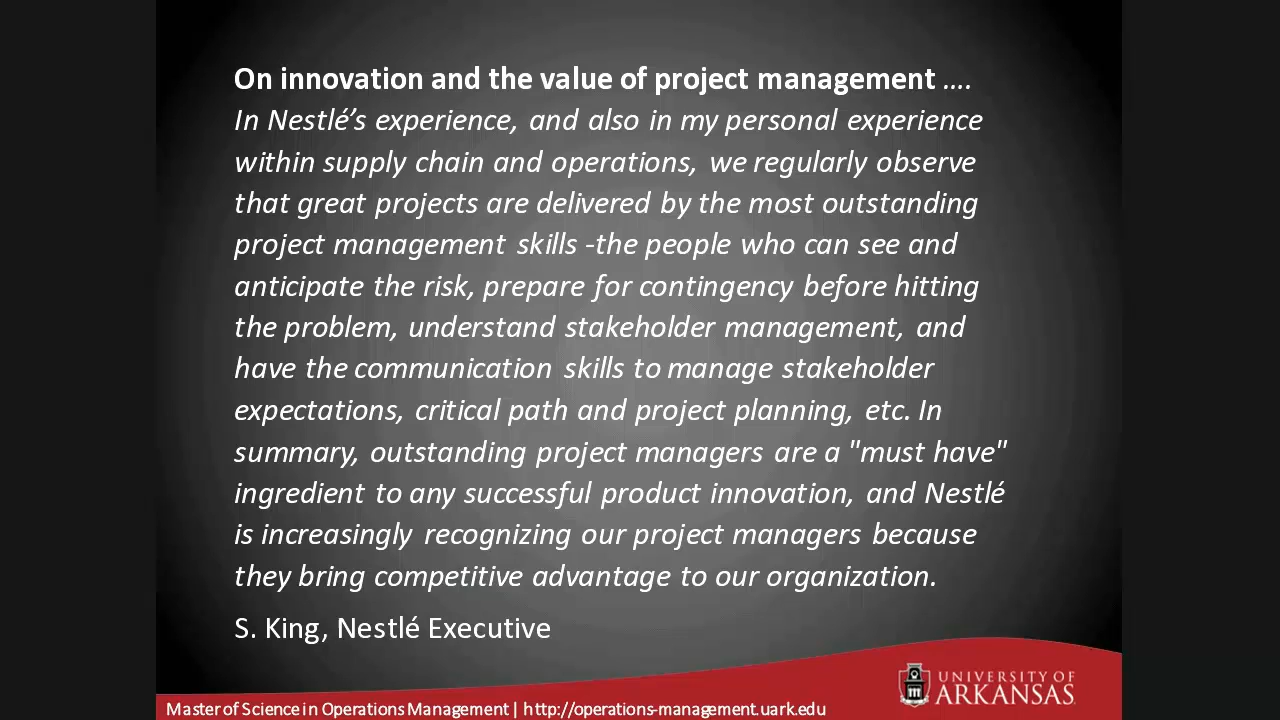 On innovation and the value of project management ....
In Nestlé’s experience, and also in my personal experience
within supply chain and operations, we regularly observe
that great projects are delivered by the most outstanding
project management skills -the people who can see and
anticipate the risk, prepare for contingency before hitting
the problem, understand stakeholder management, and
have the communication skills to manage stakeholder
expectations, critical path and project planning, etc. In
summary, outstanding project managers are a "must have"
ingredient to any successful product innovation, and Nestlé
is increasingly recognizing our project managers because
they bring competitive advantage to our organization.
S. King, Nestlé Executive
UNIVERSITY OF
ARKANSAS
Master of Science in Operations Management | http://operations-management.uark.edu